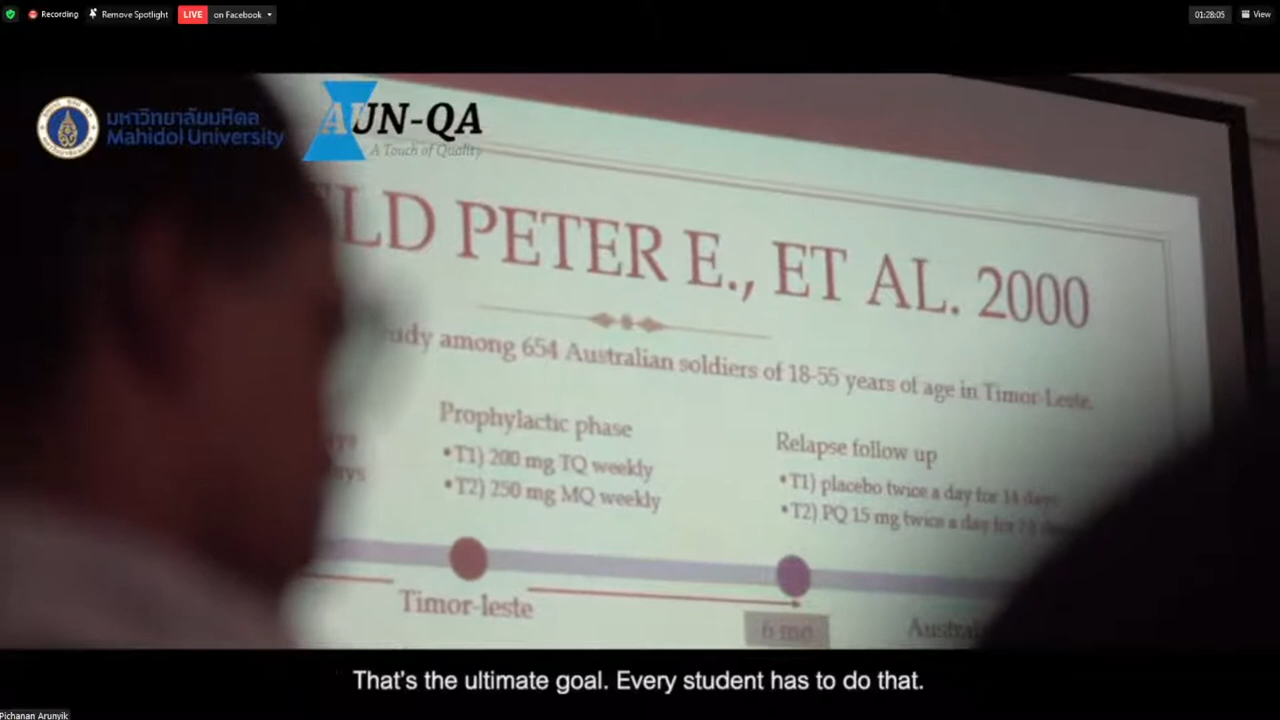 Recording
Remove Spotlight
LIVE on Facebook
01:28:05
View
มหาวิทยาลัยมหิดล
Mahidol University
AUN-QA
A Touch of Quality
LD PETER E., ET AL. 2000
udy among 654 Australian soldiers of 18-55 years of age in Timor-Leste.
Prophylactic phase
•T1) 200 mg TQ weekly
•T2) 250 mg MQ weekly
Relapse follow up
•T1) placebo twice a day for 14 days
•T2) PQ 15 mg twice a day for
Timor-leste
6 mo
Austral
That's the ultimate goal. Every student has to do that.
Pichanan Arunyik